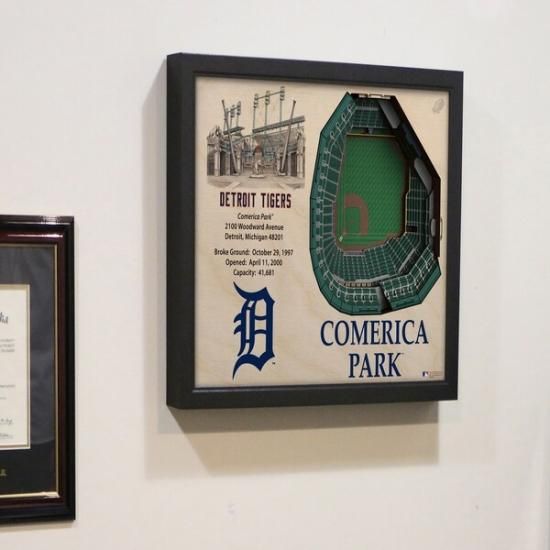 DETROIT TIGERS
Comerica Park®
2100 Woodward Avenue
Detroit, Michigan 48201
Broke Ground: October 29, 1997
Opened: April 11, 2000
Capacity: 41,681
D
COMERICA
PARK